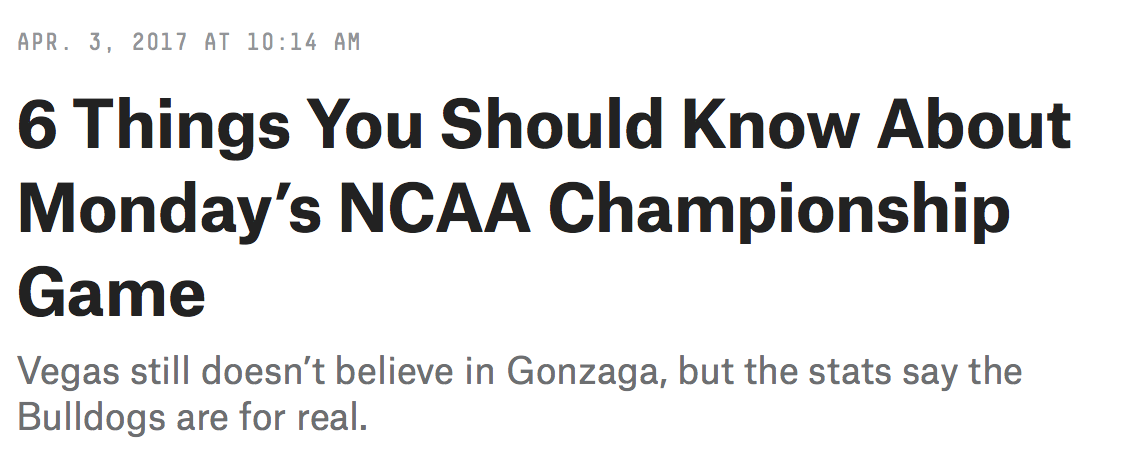 APR. 3, 2017 AT 10:14 AM
6 Things You Should Know About
Monday’s NCAA Championship
Game
Vegas still doesn’t believe in Gonzaga, but the stats say the
Bulldogs are for real.